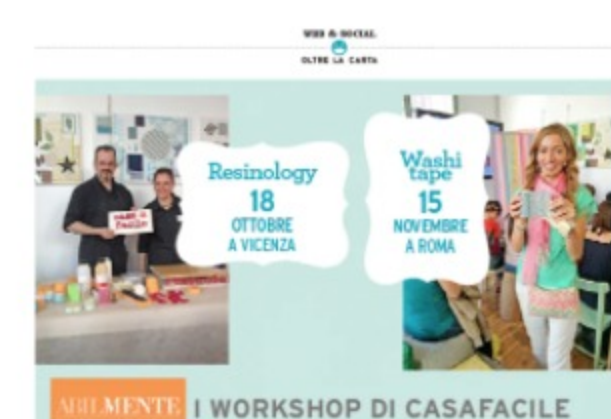 WEB & SOCIAL
OLTRE LA CARTA
Resinology
18
OTTOBRE
A VICENZA
Washi
tape
15
NOVEMBRE
A ROMA
ABILMENTE
I WORKSHOP DI CASAFACILE